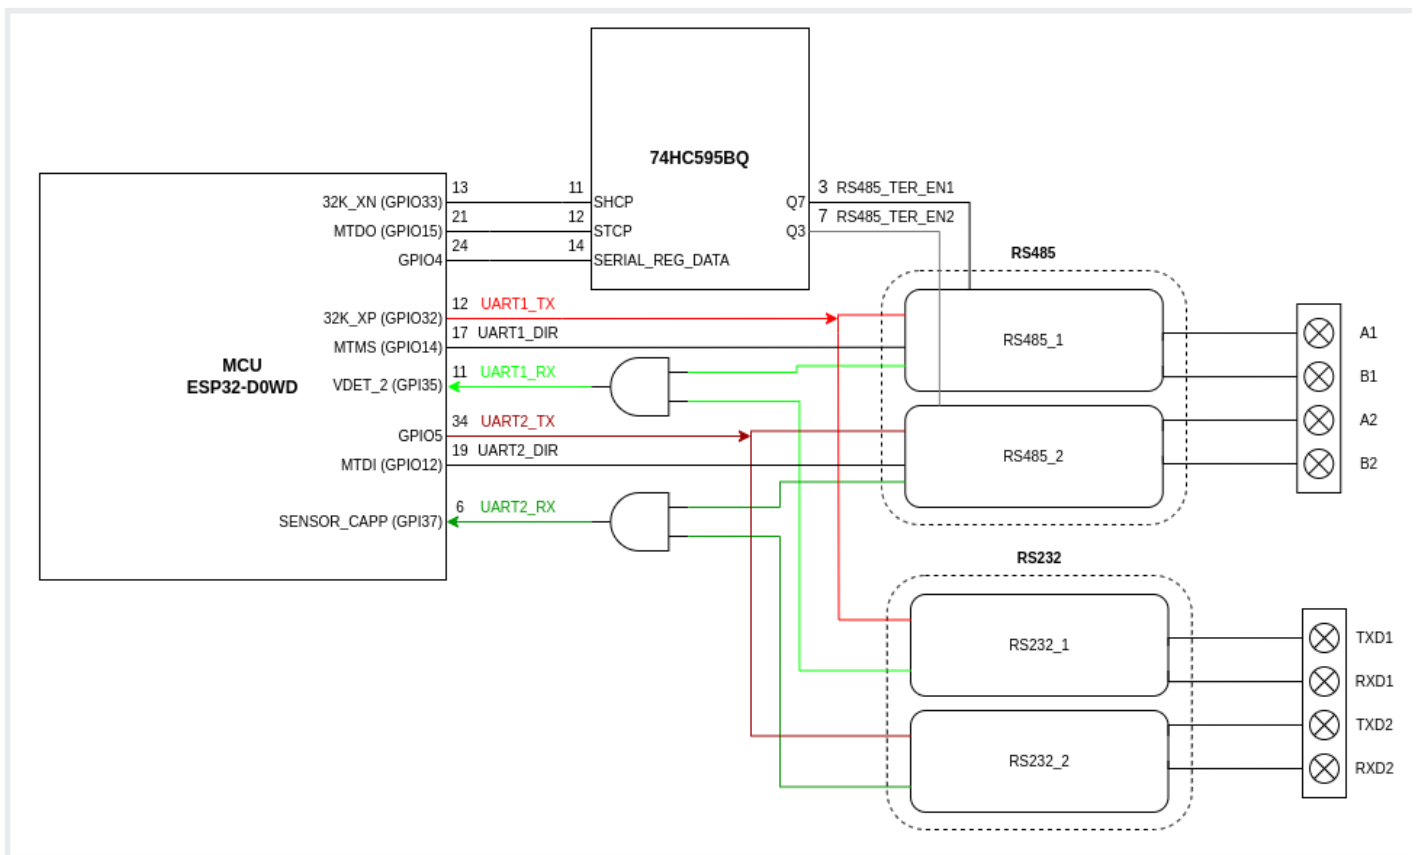 74HC595BQ
13
11
32K_XN (GPIO33)
SHCP
21
12
MTDO (GPIO15)
STCP
24
14
GPIO4
SERIAL_REG_DATA
3 RS485_TER_EN1
Q7
7 RS485_TER_EN2
Q3
MCU
ESP32-D0WD
12 UART1_TX
32K_XP (GPIO32)
17 UART1_DIR
MTMS (GPIO14)
11 UART1_RX
VDET_2 (GPI35)
34 UART2_TX
GPIO5
19 UART2_DIR
MTDI (GPIO12)
6 UART2_RX
SENSOR_CAPP (GPI37)
RS485
RS485_1
RS485_2
A1
B1
A2
B2
RS232
RS232_1
RS232_2
TXD1
RXD1
TXD2
RXD2